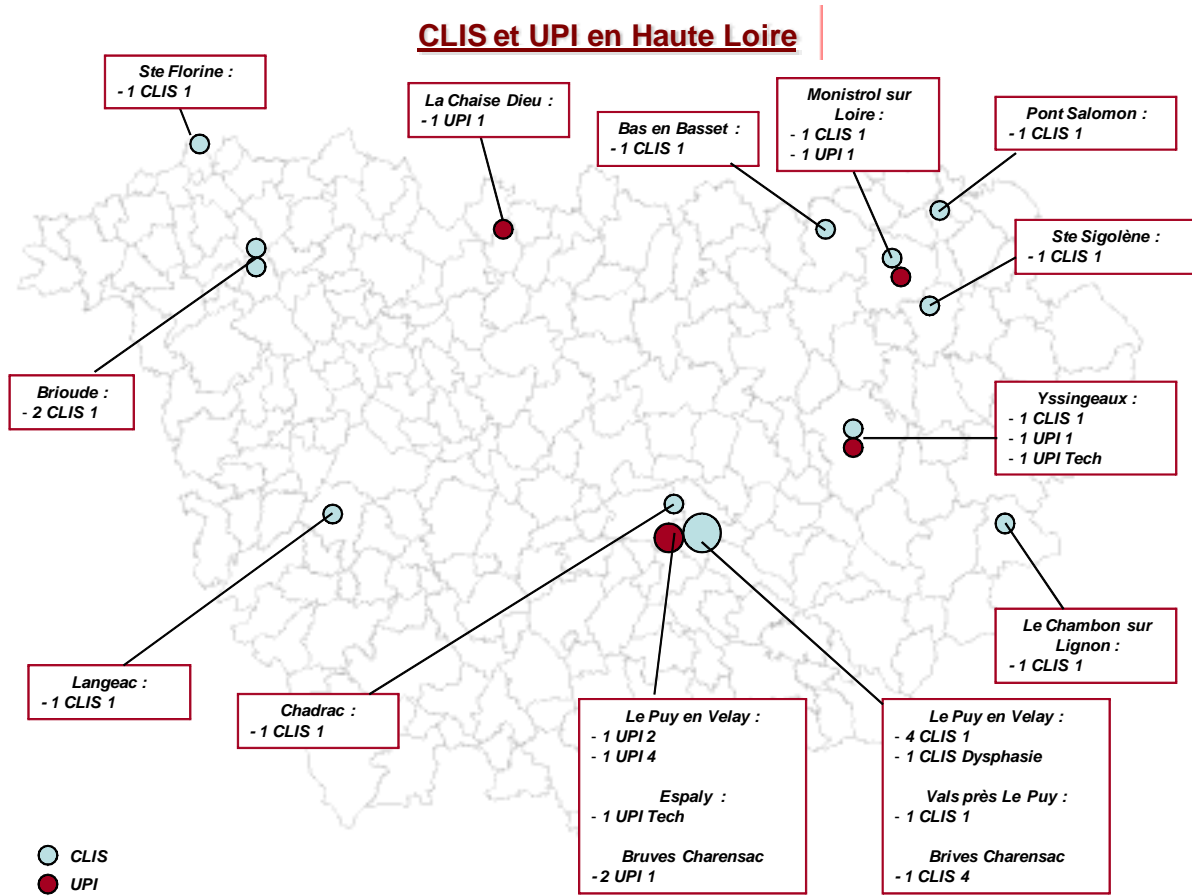 CLIS et UPI en Haute Loire
Ste Florine :
- 1 CLIS 1
La Chaise Dieu :
- 1 UPI 1
Bas en Basset :
- 1 CLIS 1
Monistrol sur
Loire :
- 1 CLIS 1
- 1 UPI 1
Pont Salomon :
- 1 CLIS 1
Ste Sigolène :
- 1 CLIS 1
Brioude :
- 2 CLIS 1
Yssingeaux :
- 1 CLIS 1
- 1 UPI 1
- 1 UPI Tech
Langeac :
- 1 CLIS 1
Chadrac :
- 1 CLIS 1
Le Puy en Velay :
- 1 UPI 2
- 1 UPI 4
Espaly :
- 1 UPI Tech
Bruves Charensac
- 2 UPI 1
Le Puy en Velay :
- 4 CLIS 1
- 1 CLIS Dysphasie
Vals près Le Puy :
- 1 CLIS 1
Brives Charensac
- 1 CLIS 4
Le Chambon sur
Lignon :
- 1 CLIS 1
CLIS
UPI